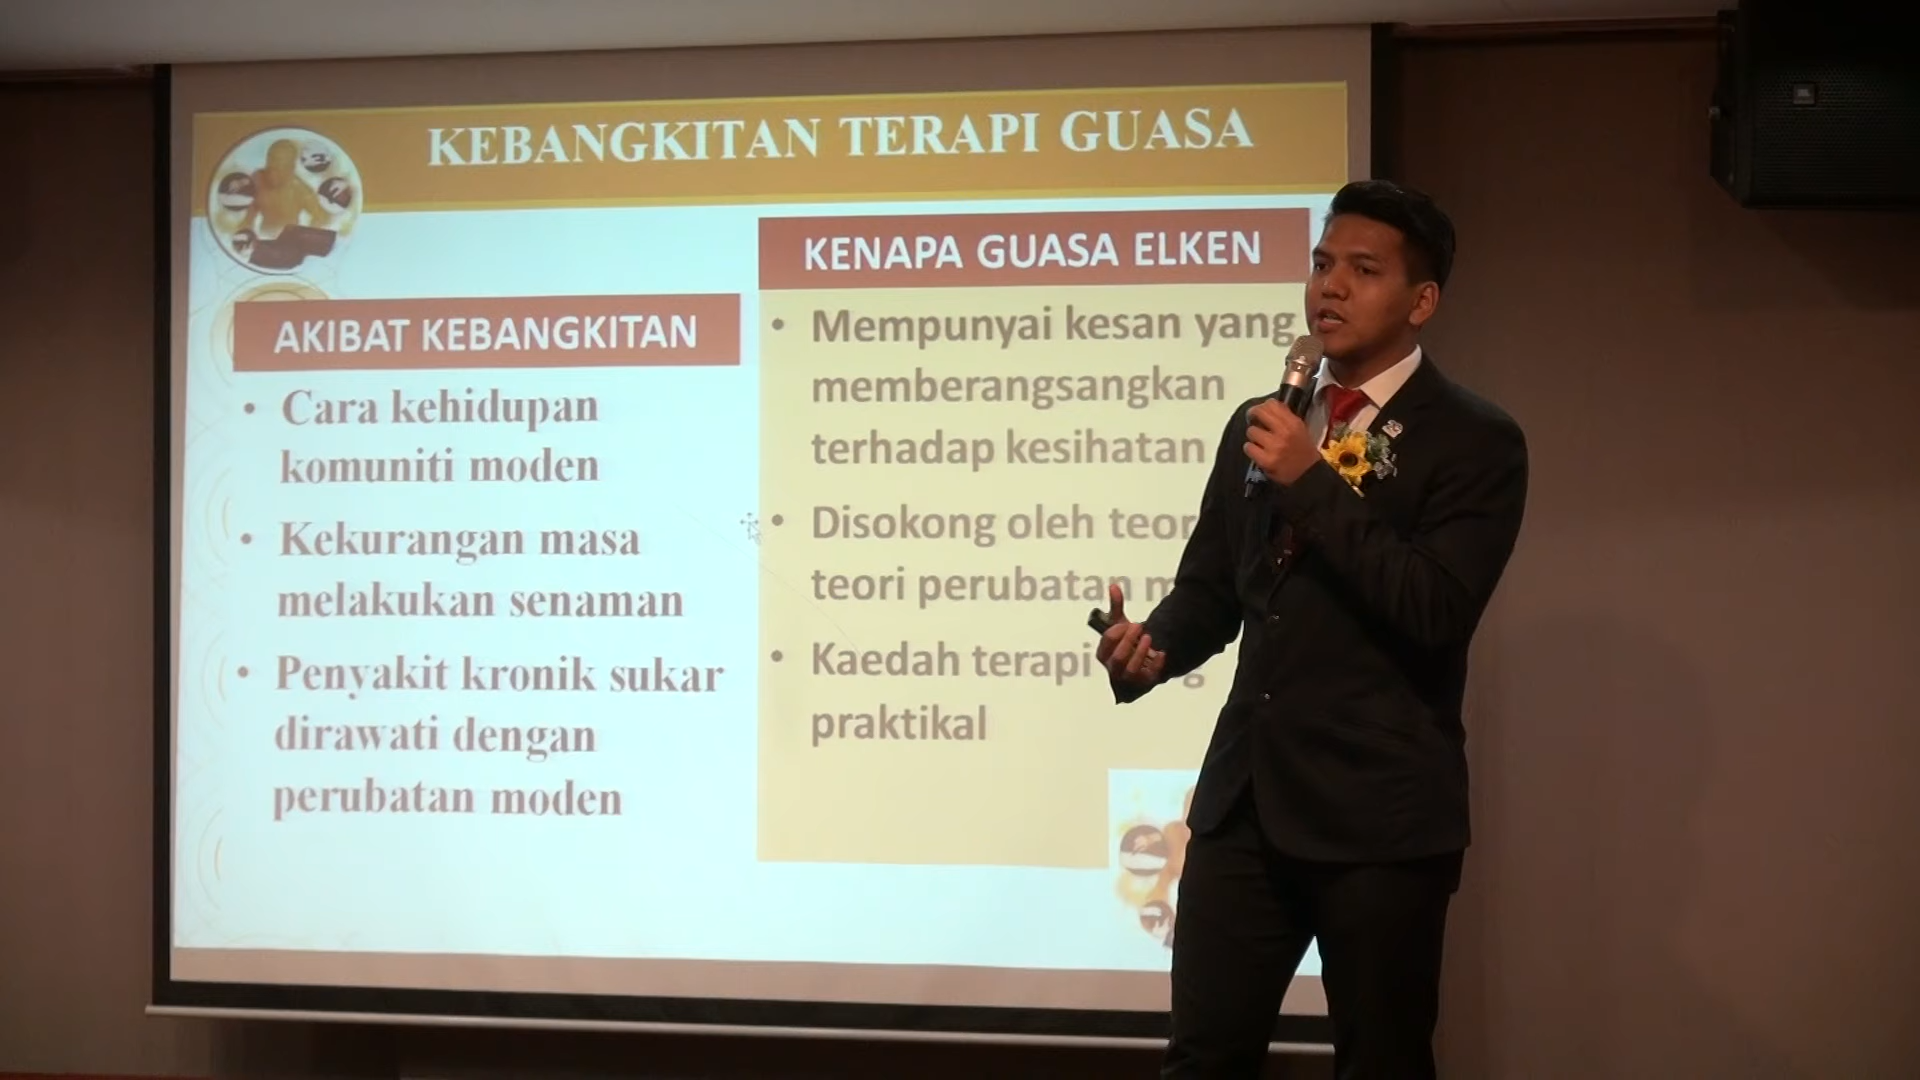 KEBANGKITAN TERAPI GUASA
AKIBAT KEBANGKITAN
• Cara kehidupan
komuniti moden
• Kekurangan masa
melakukan senaman
• Penyakit kronik sukar
dirawati dengan
perubatan moden
KENAPA GUASA ELKEN
• Mempunyai kesan yang
memberangsangkan
terhadap kesihatan
• Disokong oleh
teori perubatan
• Kaedah terapi
praktikal